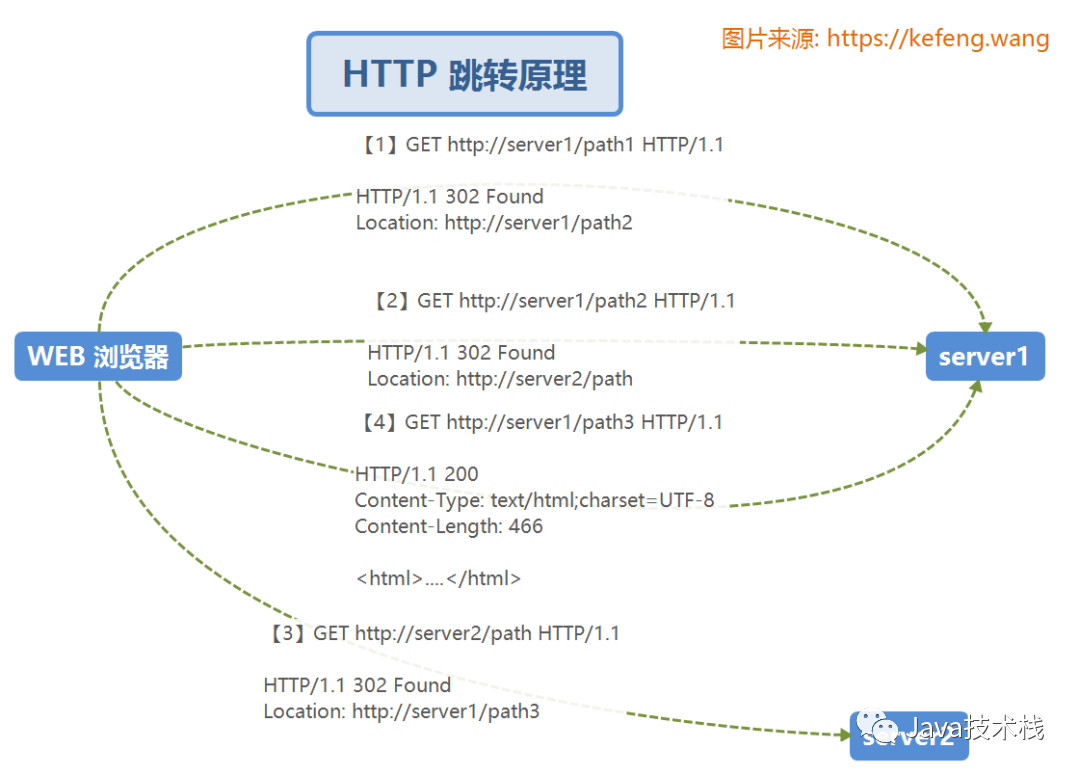 图片来源: https://kefeng.wang
HTTP 跳转原理
【1】GET http://server1/path1 HTTP/1.1
HTTP/1.1 302 Found
Location: http://server1/path2
【2】GET http://server1/path2 HTTP/1.1
HTTP/1.1 302 Found
Location: http://server2/path
WEB 浏览器
server1
【4】GET http://server1/path3 HTTP/1.1
HTTP/1.1 200
Content-Type: text/html;charset=UTF-8
Content-Length: 466
<html>....</html>
【3】GET http://server2/path HTTP/1.1
HTTP/1.1 302 Found
Location: http://server1/path3
server2
Java技术栈